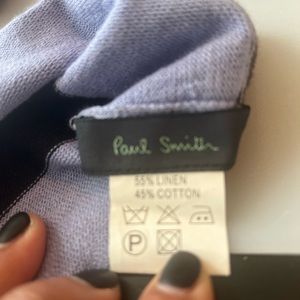 Paul Smith
55% LINEN
45% COTTON
P